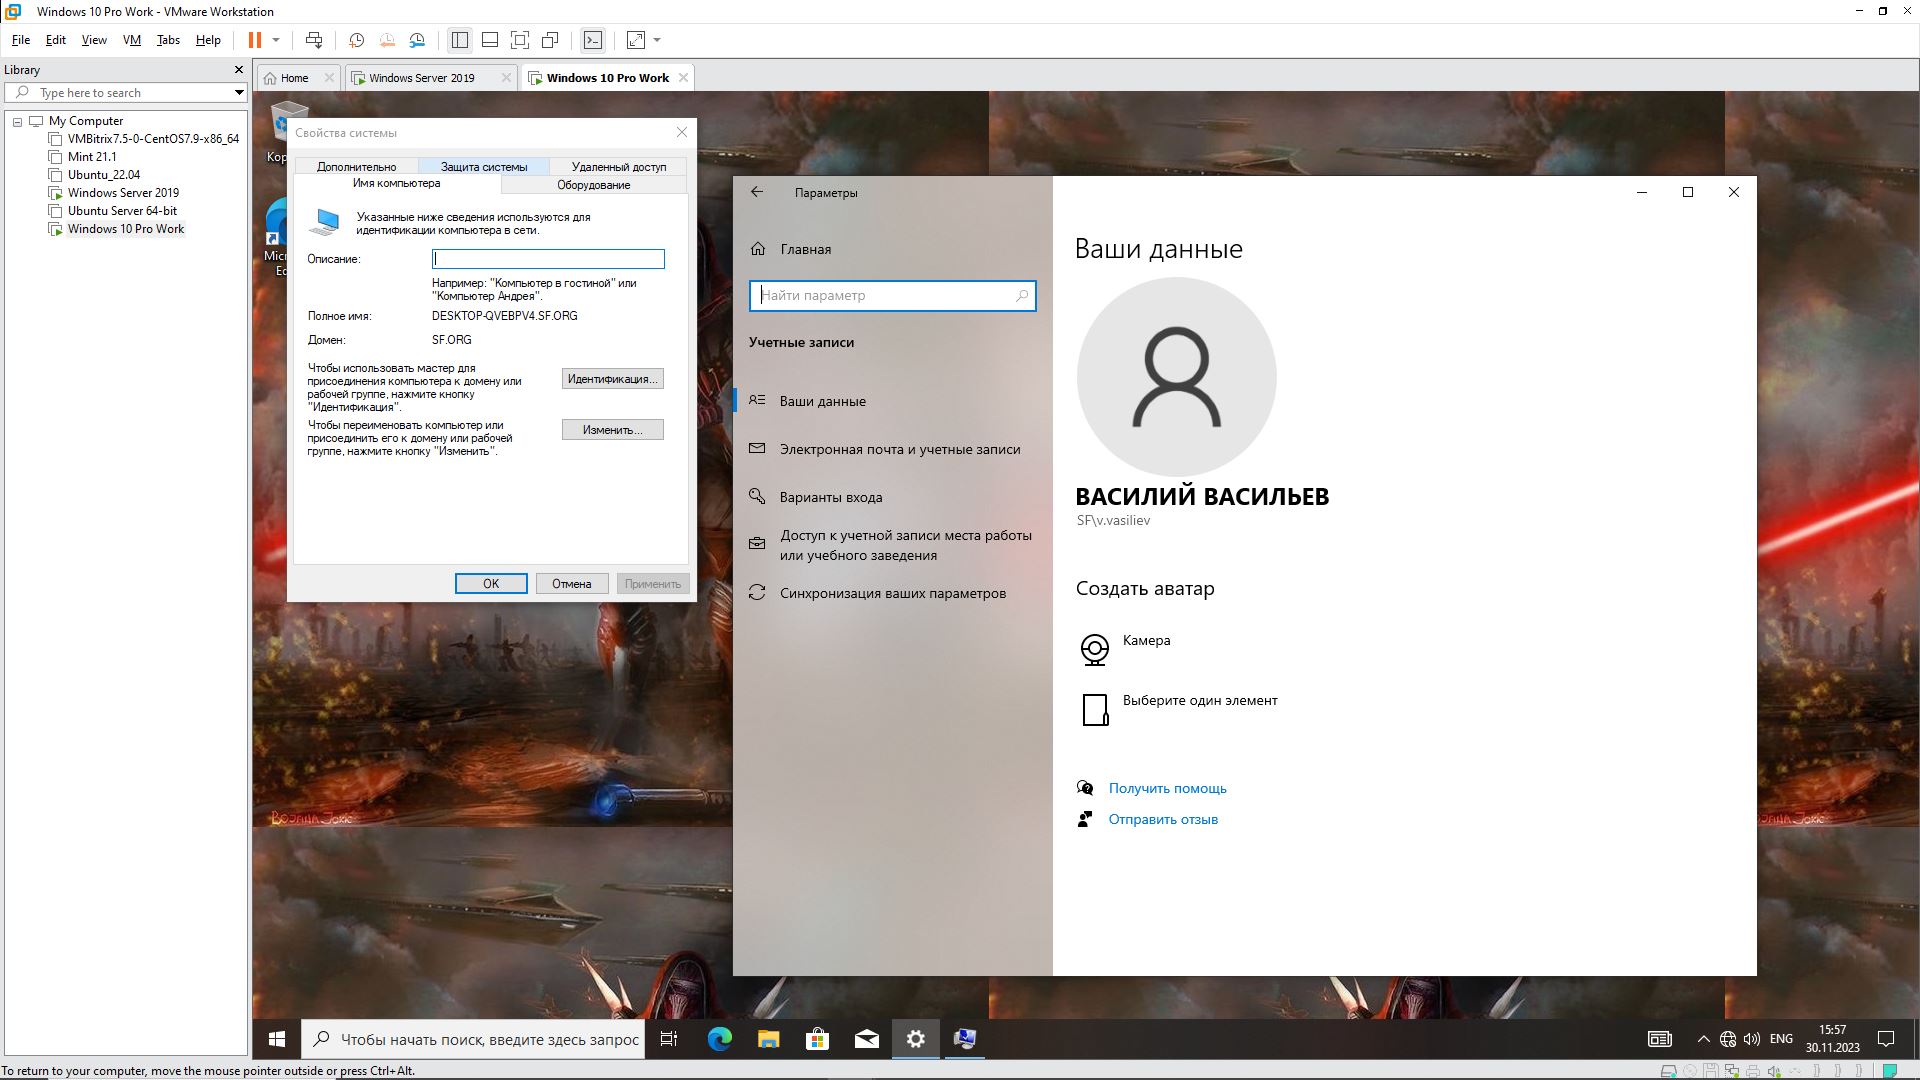 Windows 10 Pro Work - VMware Workstation
File Edit View VM Tabs Help
Library
Type here to search
My Computer
VMBitrix7.5-0-CentOS7.9-x86_64
Mint 21.1
Ubuntu_22.04
Windows Server 2019
Ubuntu Server 64-bit
Windows 10 Pro Work
Home
Windows Server 2019
Windows 10 Pro Work
Свойства системы
Дополнительно Защита системы Удаленный доступ
Имя компьютера Оборудование
Указанные ниже сведения используются для
идентификации компьютера в сети.
Описание:
Например: "Компьютер в гостиной" или
"Компьютер Андрея".
Полное имя: DESKTOP-QVEBPV4.SF.ORG
Домен: SF.ORG
Чтобы использовать мастер для
присоединения компьютера к домену или
рабочей группе, нажмите кнопку
"Идентификация".
Идентификация...
Чтобы переименовать компьютер или
присоединить его к домену или рабочей
группе, нажмите кнопку "Изменить".
Изменить...
OK Отмена Применить
Параметры
Главная
Найти параметр
Учетные записи
Ваши данные
Электронная почта и учетные записи
Варианты входа
Доступ к учетной записи места работы
или учебного заведения
Синхронизация ваших параметров
Ваши данные
ВАСИЛИЙ ВАСИЛЬЕВ
SF\v.vasiliev
Создать аватар
Камера
Выберите один элемент
Получить помощь
Отправить отзыв
Чтобы начать поиск, введите здесь запрос
ENG
15:57
30.11.2023
To return to your computer, move the mouse pointer outside or press Ctrl+Alt.